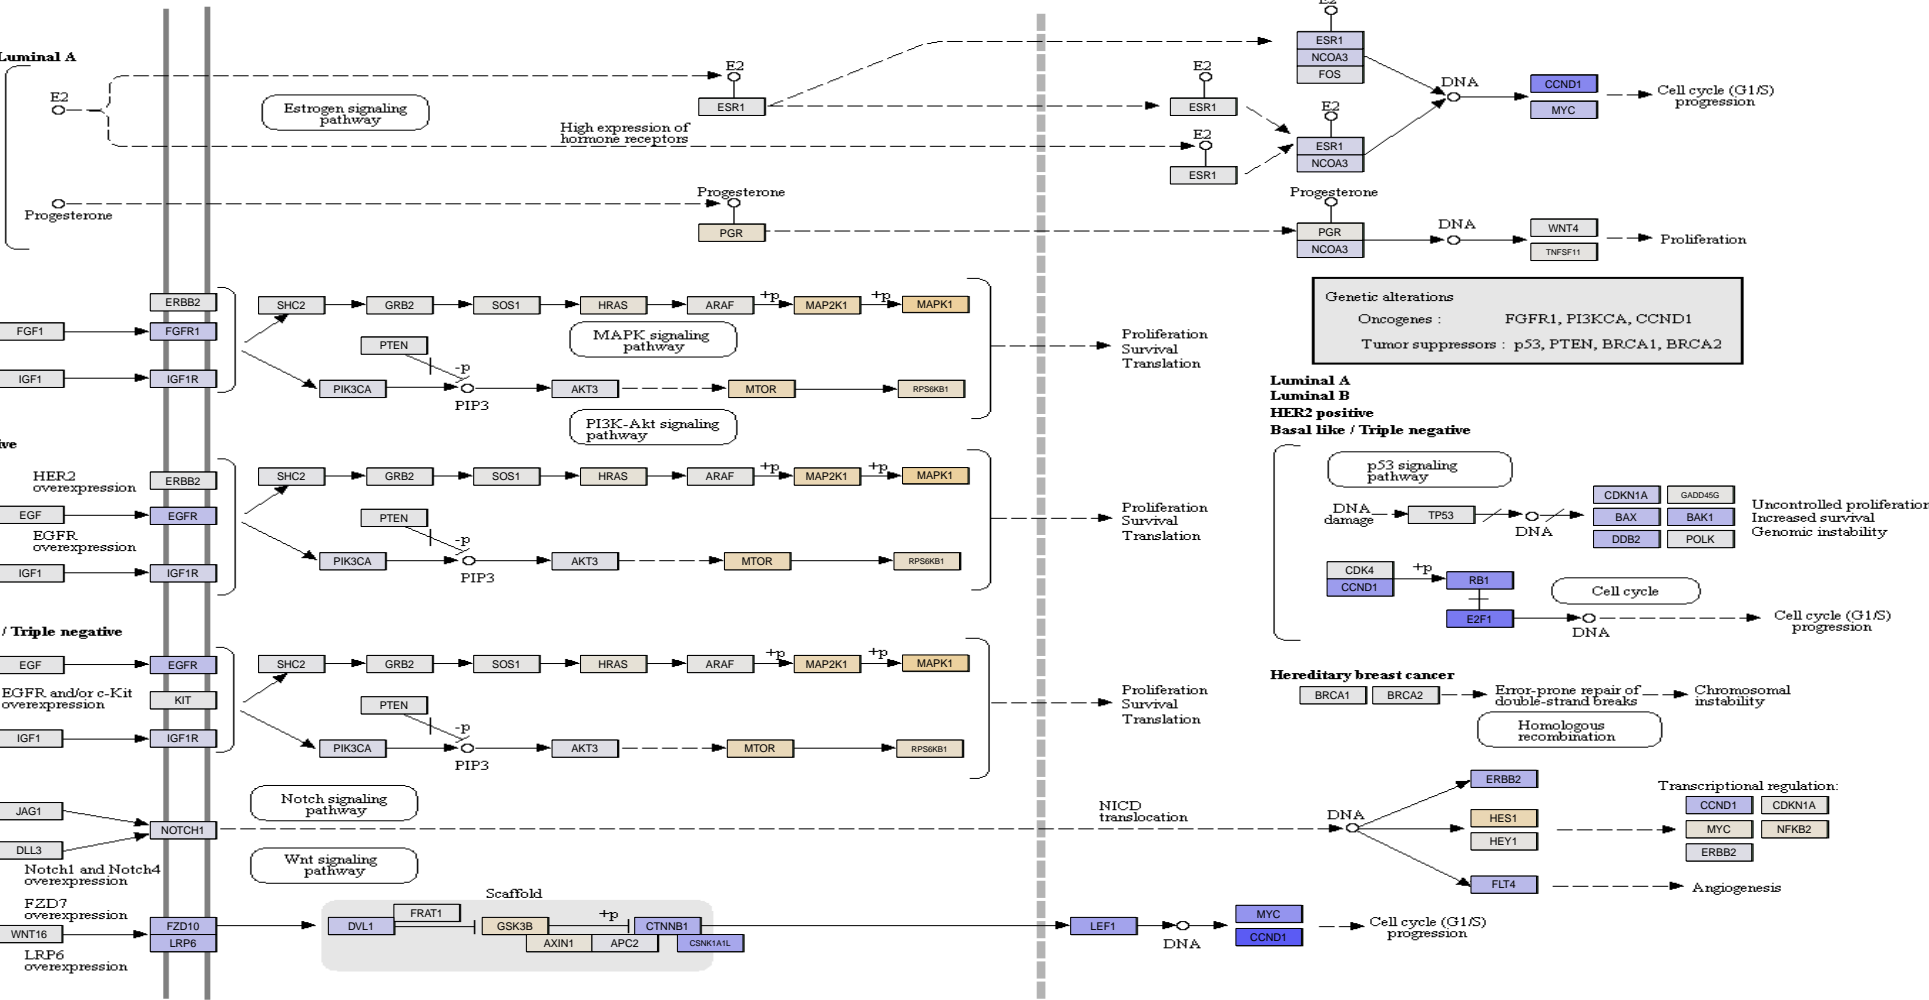 Luminal A
E2
Estrogen signaling
pathway
High expression of
hormone receptors
E2
ESR1
E2
ESR1
E2
ESR1
E2
ESR1
NCOA3
FOS
E2
ESR1
NCOA3
DNA
CCND1
MYC
Cell cycle (G1/S)
progression
Progesterone
Progesterone
PGR
Progesterone
PGR
NCOA3
DNA
WNT4
TNFSF11
Proliferation
ERBB2
FGF1
FGFR1
IGF1
IGF1R
SHC2
GRB2
SOS1
HRAS
ARAF
+p
MAP2K1
+p
MAPK1
MAPK signaling
pathway
PTEN
-p
PIK3CA
PIP3
AKT3
MTOR
RPS6KB1
PI3K-Akt signaling
pathway
Proliferation
Survival
Translation
Genetic alterations
Oncogenes : FGFR1, PI3KCA, CCND1
Tumor suppressors : p53, PTEN, BRCA1, BRCA2
Luminal A
Luminal B
HER2 positive
Basal like / Triple negative
p53 signaling
pathway
DNA
damage
TP53
DNA
CDKN1A
GADD45G
BAX
BAK1
DDB2
POLK
Uncontrolled proliferation
Increased survival
Genomic instability
CDK4
CCND1
+p
RB1
E2F1
Cell cycle
DNA
Cell cycle (G1/S)
progression
ive
HER2
overexpression
ERBB2
EGF
EGFR
EGFR
overexpression
IGF1
IGF1R
SHC2
GRB2
SOS1
HRAS
ARAF
+p
MAP2K1
+p
MAPK1
PTEN
-p
PIK3CA
PIP3
AKT3
MTOR
RPS6KB1
Proliferation
Survival
Translation
/ Triple negative
EGF
EGFR
EGFR and/or c-Kit
overexpression
KIT
IGF1
IGF1R
SHC2
GRB2
SOS1
HRAS
ARAF
+p
MAP2K1
+p
MAPK1
PTEN
-p
PIK3CA
PIP3
AKT3
MTOR
RPS6KB1
Proliferation
Survival
Translation
Hereditary breast cancer
BRCA1
BRCA2
Error-prone repair of
double-strand breaks
Chromosomal
instability
Homologous
recombination
JAG1
DLL3
NOTCH1
Notch1 and Notch4
overexpression
Notch signaling
pathway
NICD
translocation
DNA
ERBB2
HES1
HEY1
FLT4
Transcriptional regulation:
CCND1
CDKN1A
MYC
NFKB2
ERBB2
Angiogenesis
Wnt signaling
pathway
FZD7
overexpression
WNT16
FZD10
LRP6
LRP6
overexpression
Scaffold
DVL1
FRAT1
GSK3B
+p
CTNNB1
AXIN1
APC2
CSNK1A1L
LEF1
DNA
MYC
CCND1
Cell cycle (G1/S)
progression